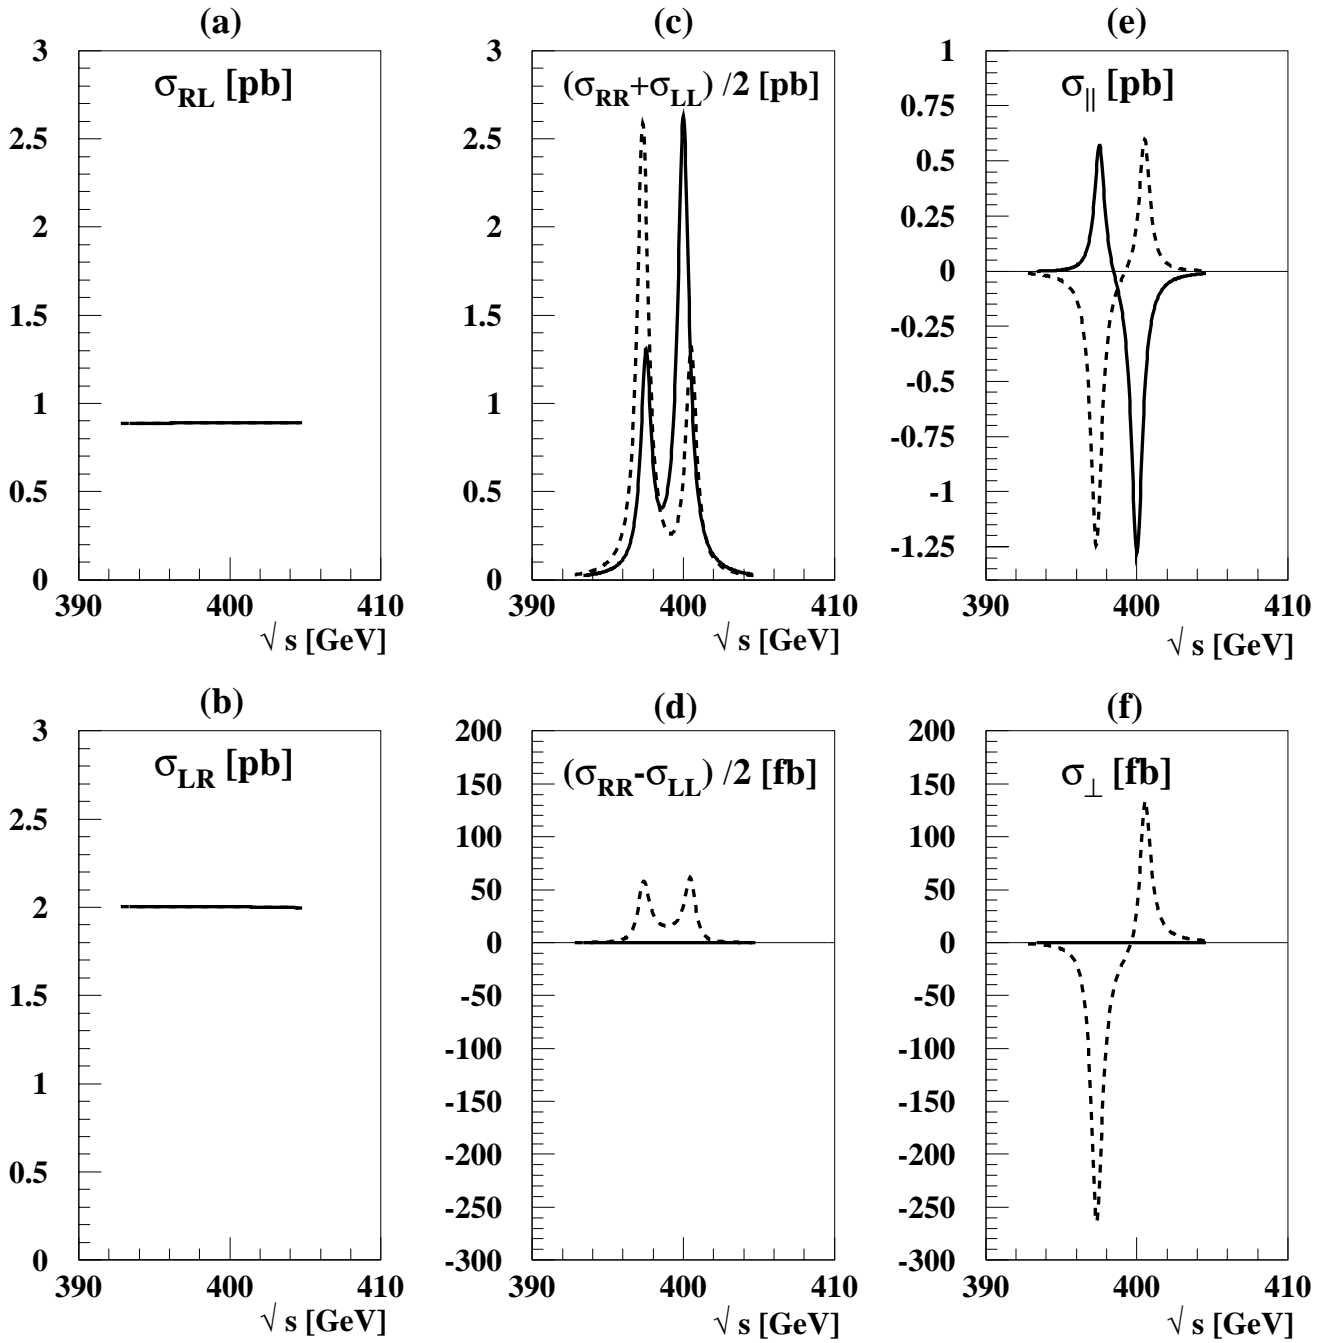 (a)
σRL [pb]
3
2.5
2
1.5
1
0.5
0
390 400 410
√ s [GeV]
(c)
(σRR+σLL) /2 [pb]
3
2.5
2
1.5
1
0.5
0
390 400 410
√ s [GeV]
(e)
σ|| [pb]
1
0.75
0.5
0.25
0
-0.25
-0.5
-0.75
-1
-1.25
390 400 410
√ s [GeV]
(b)
σLR [pb]
3
2.5
2
1.5
1
0.5
0
390 400 410
√ s [GeV]
(d)
(σRR-σLL) /2 [fb]
200
150
100
50
0
-50
-100
-150
-200
-250
-300
390 400 410
√ s [GeV]
(f)
σ⊥ [fb]
200
150
100
50
0
-50
-100
-150
-200
-250
-300
390 400 410
√ s [GeV]